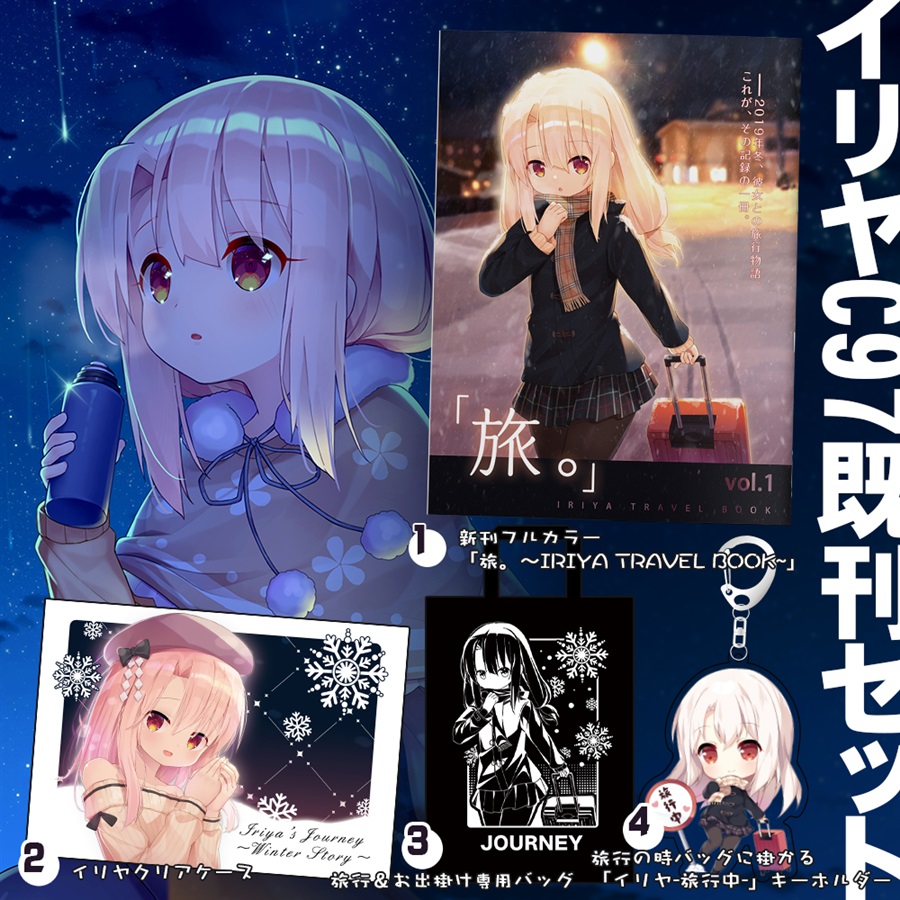 イリヤC97既刊セット
──2019年冬、彼女との旅行物語
これが、その記録の一冊。
「旅。」
vol.1
IRIYA TRAVEL BOOK
1
新刊フルカラー
「旅。～IRIYA TRAVEL BOOK～」
Iriya's Journey
～Winter Story～
2
イリヤクリアケース
JOURNEY
3
旅行＆お出掛け専用バッグ
旅行中
4
旅行の時バッグに掛かる
「イリヤ-旅行中-」キーホルダー